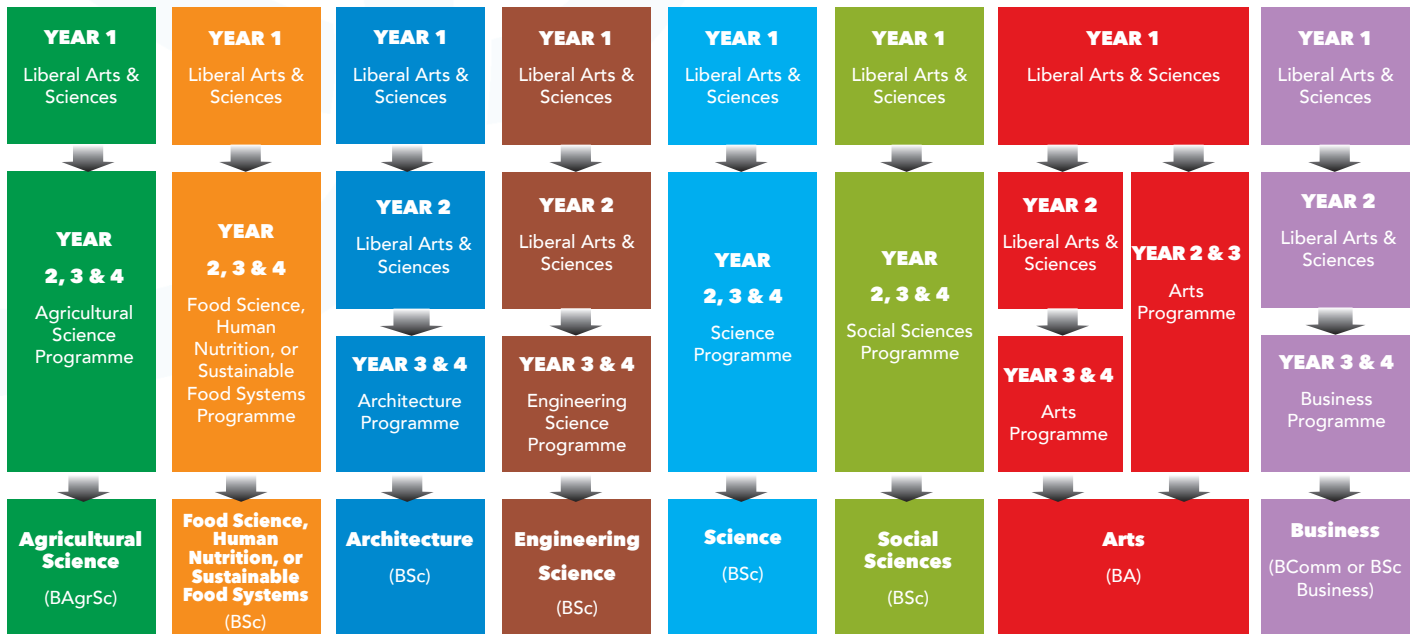 YEAR 1
Liberal Arts &
Sciences
YEAR
2, 3 & 4
Agricultural
Science
Programme
Agricultural
Science
(BAgrSc)
YEAR 1
Liberal Arts &
Sciences
YEAR
2, 3 & 4
Food Science,
Human
Nutrition, or
Sustainable
Food Systems
Programme
Food Science,
Human
Nutrition, or
Sustainable
Food Systems
(BSc)
YEAR 1
Liberal Arts &
Sciences
YEAR 2
Liberal Arts &
Sciences
YEAR 3 & 4
Architecture
Programme
Architecture
(BSc)
YEAR 1
Liberal Arts &
Sciences
YEAR 2
Liberal Arts &
Sciences
YEAR 3 & 4
Engineering
Science
Programme
Engineering
Science
(BSc)
YEAR 1
Liberal Arts &
Sciences
YEAR
2, 3 & 4
Science
Programme
Science
(BSc)
YEAR 1
Liberal Arts &
Sciences
YEAR
2, 3 & 4
Social Sciences
Programme
Social
Sciences
(BSc)
YEAR 1
Liberal Arts & Sciences
YEAR 2
Liberal Arts &
Sciences
YEAR 3 & 4
Arts
Programme
YEAR 2 & 3
Arts
Programme
Arts
(BA)
YEAR 1
Liberal Arts &
Sciences
YEAR 2
Liberal Arts &
Sciences
YEAR 3 & 4
Business
Programme
Business
(BComm or BSc
Business)